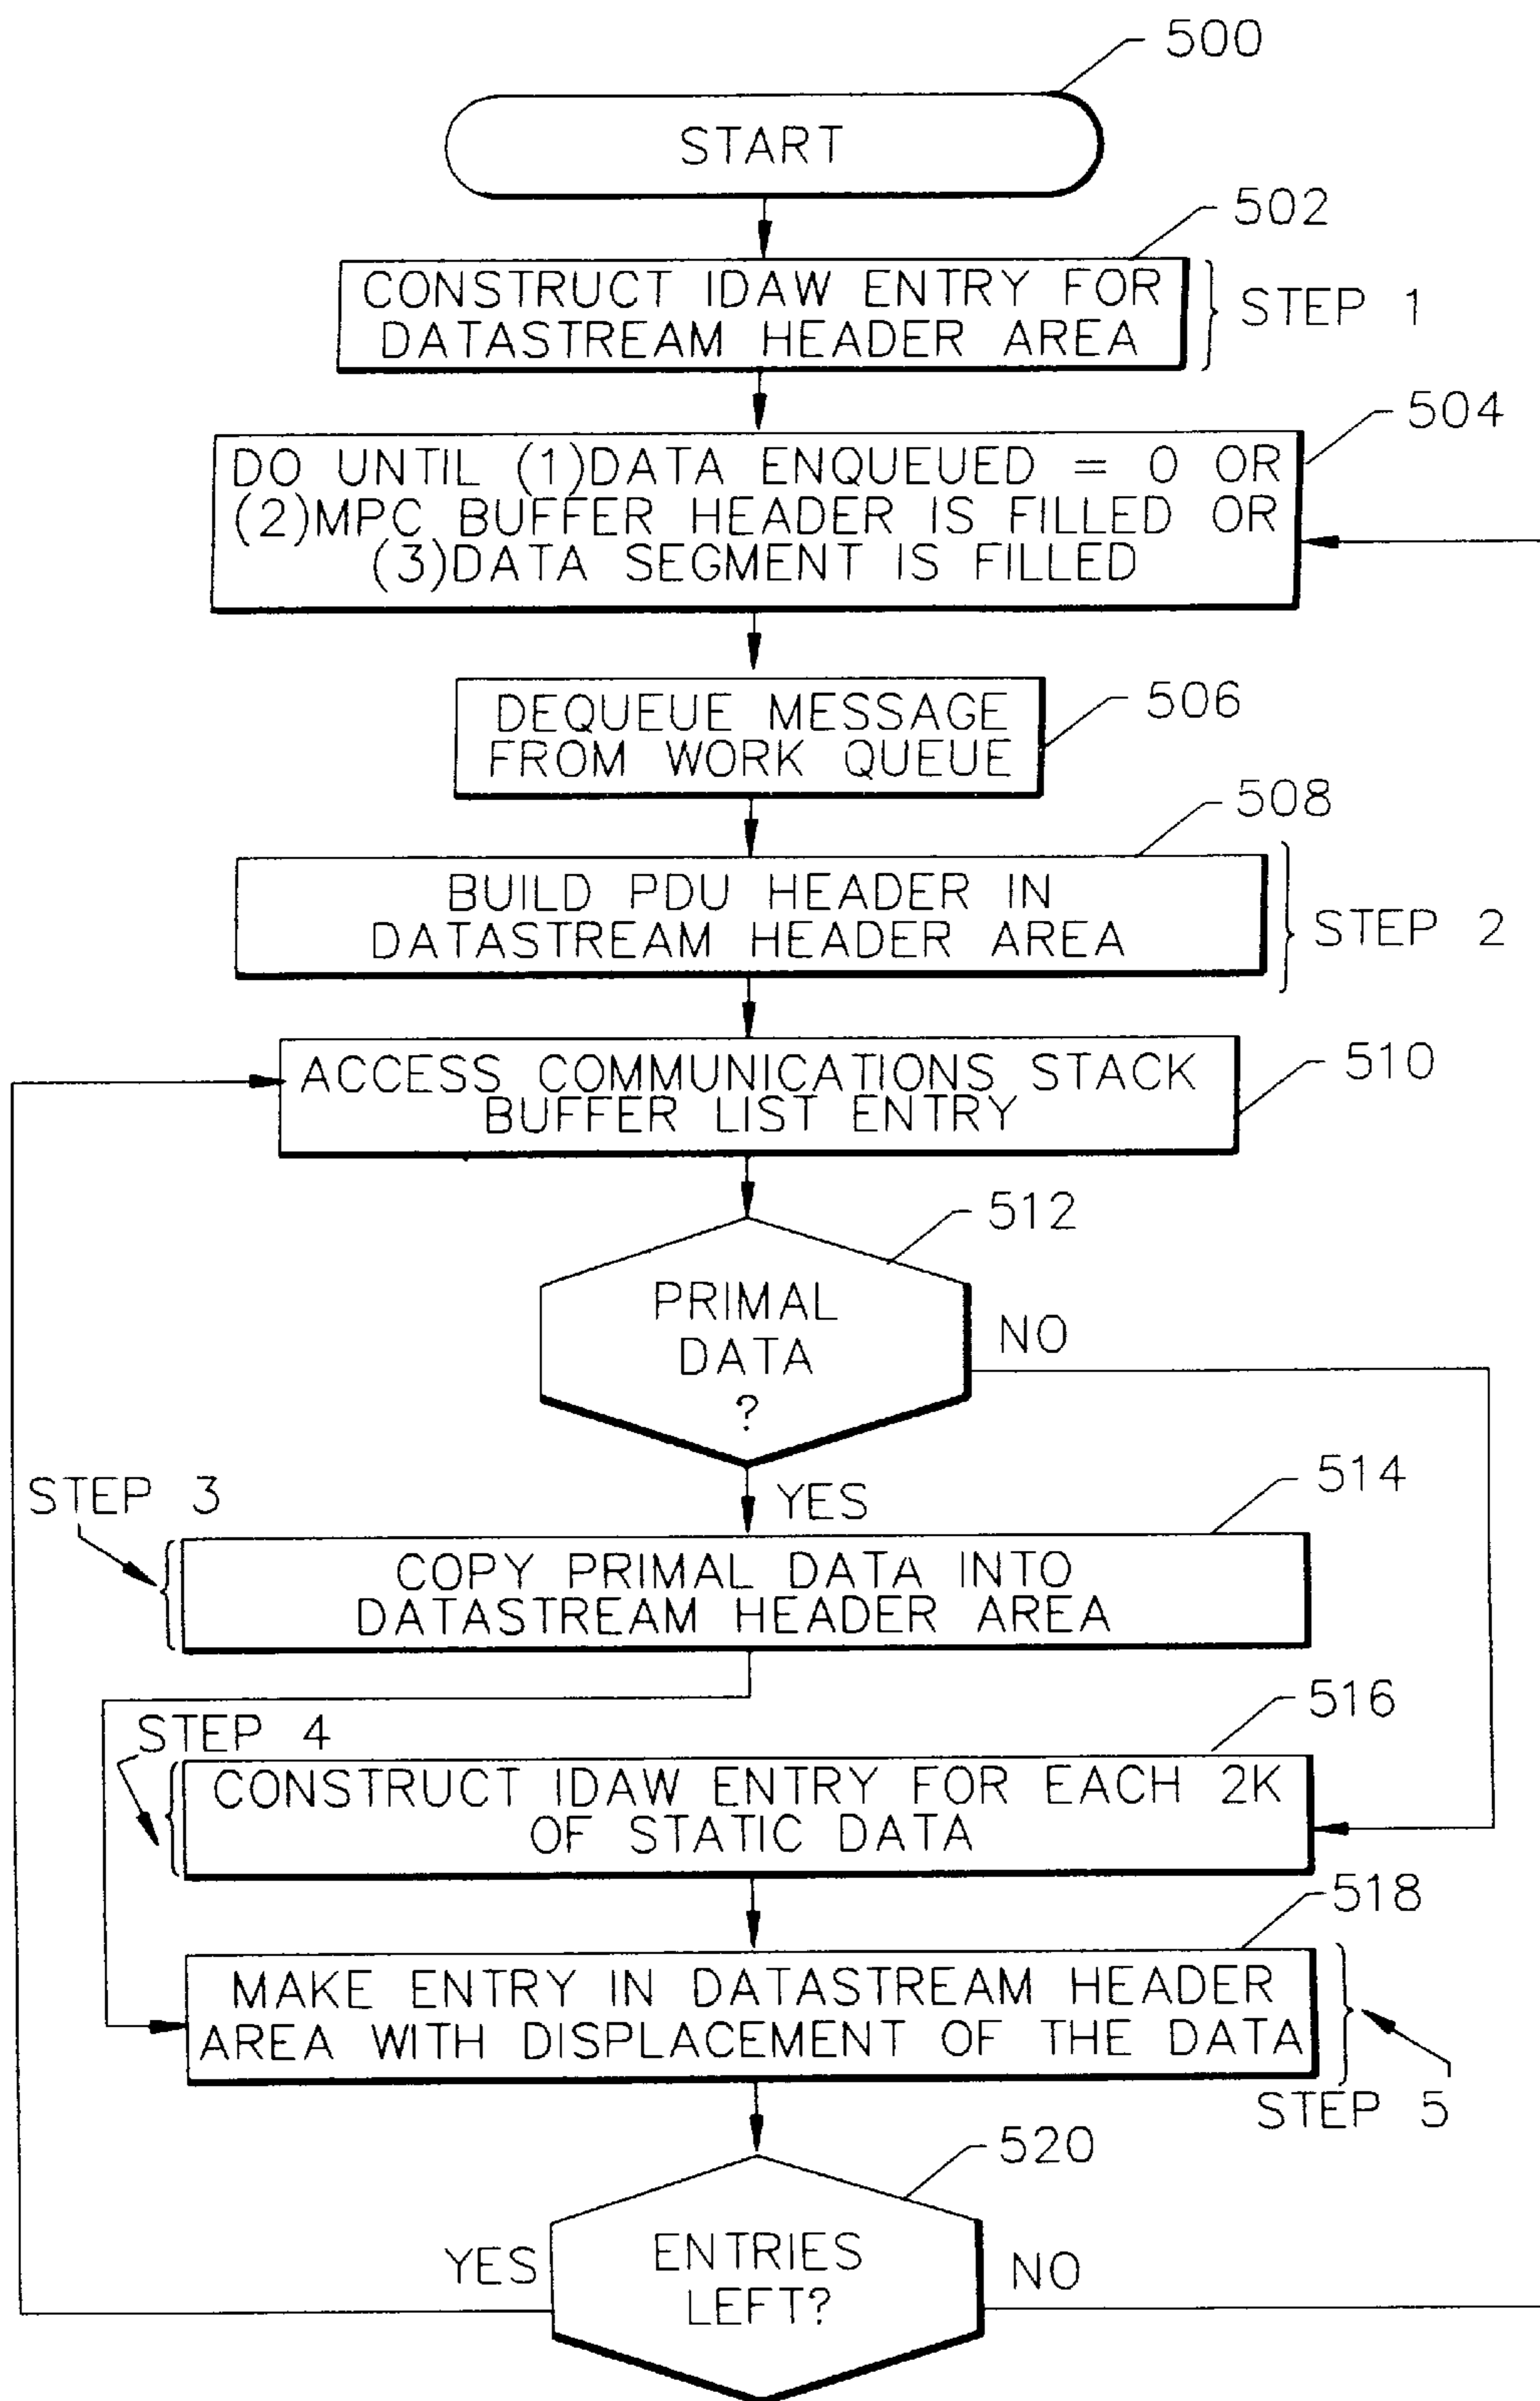 500
START
502
CONSTRUCT IDAW ENTRY FOR
DATASTREAM HEADER AREA
STEP 1
504
DO UNTIL (1)DATA ENQUEUED = 0 OR
(2)MPC BUFFER HEADER IS FILLED OR
(3)DATA SEGMENT IS FILLED
506
DEQUEUE MESSAGE
FROM WORK QUEUE
508
BUILD PDU HEADER IN
DATASTREAM HEADER AREA
STEP 2
510
ACCESS COMMUNICATIONS STACK
BUFFER LIST ENTRY
512
PRIMAL
DATA
?
NO
YES
STEP 3
514
COPY PRIMAL DATA INTO
DATASTREAM HEADER AREA
STEP 4
516
CONSTRUCT IDAW ENTRY FOR EACH 2K
OF STATIC DATA
518
MAKE ENTRY IN DATASTREAM HEADER
AREA WITH DISPLACEMENT OF THE DATA
STEP 5
520
YES
ENTRIES
LEFT?
NO